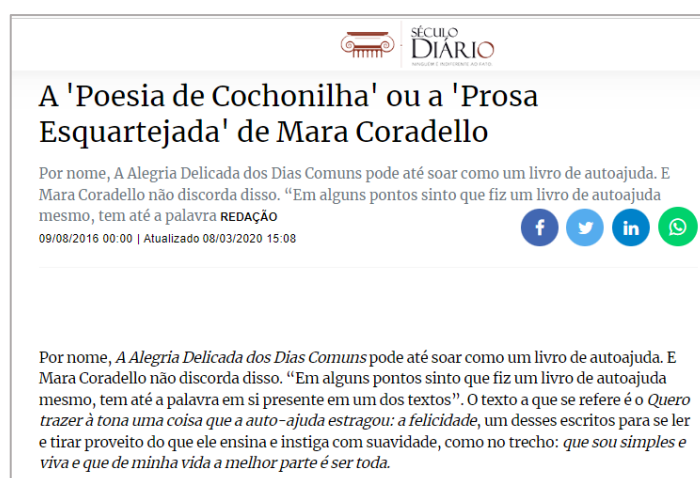 SÉCULO
DIÁRIO
A 'Poesia de Cochonilha' ou a 'Prosa
Esquartejada' de Mara Coradello
Por nome, A Alegria Delicada dos Dias Comuns pode até soar como um livro de autoajuda. E
Mara Coradello não discorda disso. “Em alguns pontos sinto que fiz um livro de autoajuda
mesmo, tem até a palavra REDAÇÃO
09/08/2016 00:00 | Atualizado 08/03/2020 15:08
Por nome, A Alegria Delicada dos Dias Comuns pode até soar como um livro de autoajuda. E
Mara Coradello não discorda disso. “Em alguns pontos sinto que fiz um livro de autoajuda
mesmo, tem até a palavra em si presente em um dos textos”. O texto a que se refere é o Quero
trazer à tona uma coisa que a auto-ajuda estragou: a felicidade, um desses escritos para se ler
e tirar proveito do que ele ensina e instiga com suavidade, como no trecho: que sou simples e
viva e que de minha vida a melhor parte é ser toda.